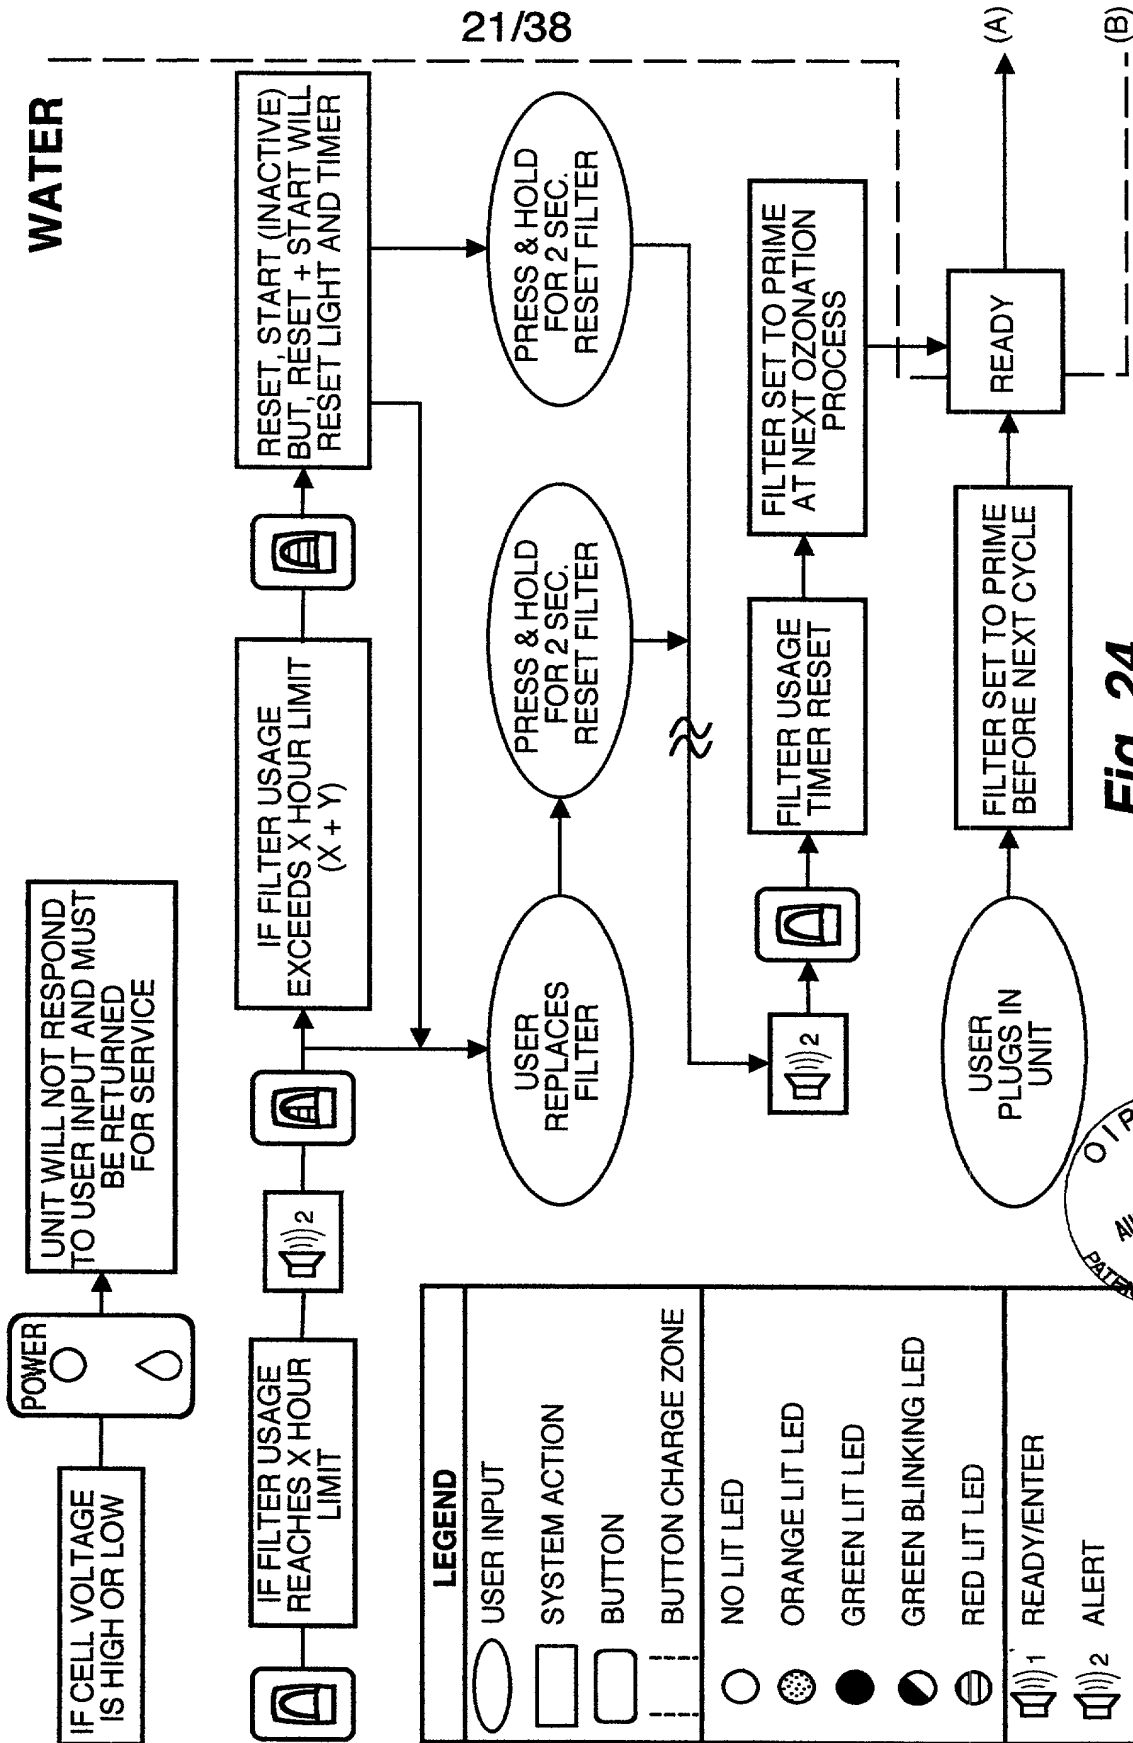 21/38
WATER
IF CELL VOLTAGE
IS HIGH OR LOW
POWER
UNIT WILL NOT RESPOND
TO USER INPUT AND MUST
BE RETURNED
FOR SERVICE
IF FILTER USAGE
REACHES X HOUR
LIMIT
2
IF FILTER USAGE
EXCEEDS X HOUR LIMIT
(X + Y)
RESET, START (INACTIVE)
BUT, RESET + START WILL
RESET LIGHT AND TIMER
USER
REPLACES
FILTER
PRESS & HOLD
FOR 2 SEC.
RESET FILTER
PRESS & HOLD
FOR 2 SEC.
RESET FILTER
2
FILTER USAGE
TIMER RESET
FILTER SET TO PRIME
AT NEXT OZONATION
PROCESS
USER
PLUGS IN
UNIT
FILTER SET TO PRIME
BEFORE NEXT CYCLE
READY
(A)
(B)
LEGEND
USER INPUT
SYSTEM ACTION
BUTTON
BUTTON CHARGE ZONE
NO LIT LED
ORANGE LIT LED
GREEN LIT LED
GREEN BLINKING LED
RED LIT LED
1 READY/ENTER
2 ALERT
Fig. 24
OIP